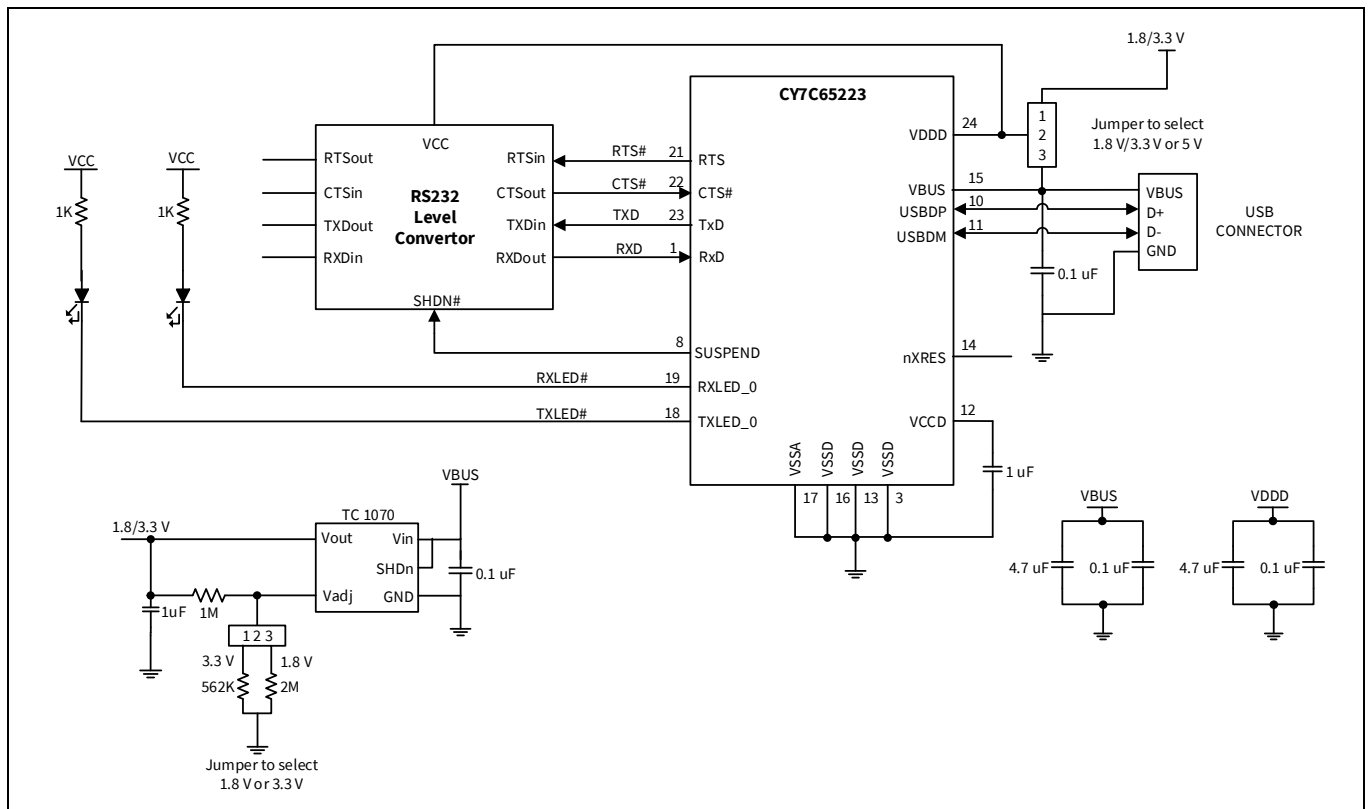 1.8/3.3 V
CY7C65223
VCC
VCC
VCC
RTSout
CTSin
TXDout
RXDin
RS232
Level
Convertor
RTSin
CTSout
TXDin
RXDout
SHDN#
RTS# 21 RTS
CTS# 22 CTS#
TXD 23 TxD
RXD 1 RxD
1K
1K
8 SUSPEND
RXLED# 19 RXLED_0
TXLED# 18 TXLED_0
VDDD 24
VBUS 15
USBDP 10
USBDM 11
nXRES 14
VCCD 12
1
2
3
Jumper to select
1.8 V/3.3 V or 5 V
VBUS
D+
D-
GND
USB
CONNECTOR
0.1 uF
VSSA
VSSD
VSSD
VSSD
17 16 13 3
1 uF
VBUS
4.7 uF 0.1 uF
VDDD
4.7 uF 0.1 uF
VBUS
TC 1070
1.8/3.3 V
Vout Vin
SHDn
Vadj GND
0.1 uF
1uF
1M
1 2 3
3.3 V 1.8 V
562K 2M
Jumper to select
1.8 V or 3.3 V